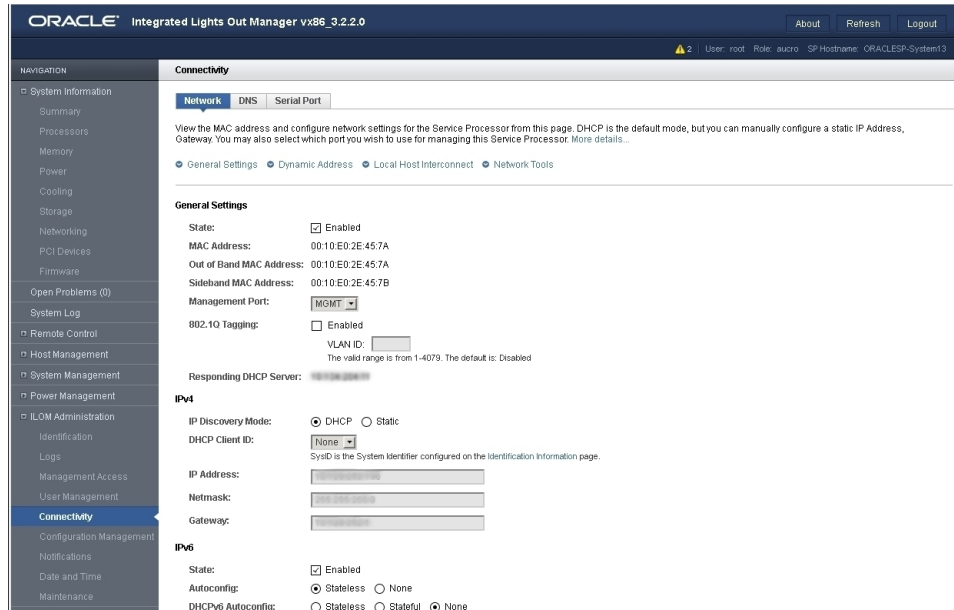 ORACLE® Integrated Lights Out Manager vx86_3.2.2.0
About Refresh Logout
2 User: root Role: aucro SP Hostname: ORACLESP-System13
NAVIGATION
System Information
Summary
Processors
Memory
Power
Cooling
Storage
Networking
PCI Devices
Firmware
Open Problems (0)
System Log
Remote Control
Host Management
System Management
Power Management
ILOM Administration
Identification
Logs
Management Access
User Management
Connectivity
Configuration Management
Notifications
Date and Time
Maintenance
Connectivity
Network DNS Serial Port
View the MAC address and configure network settings for the Service Processor from this page. DHCP is the default mode, but you can manually configure a static IP Address,
Gateway. You may also select which port you wish to use for managing this Service Processor. More details...
General Settings Dynamic Address Local Host Interconnect Network Tools
General Settings
State: Enabled
MAC Address: 00:10:E0:2E:45:7A
Out of Band MAC Address: 00:10:E0:2E:45:7A
Sideband MAC Address: 00:10:E0:2E:45:7B
Management Port: MGMT
802.1Q Tagging: Enabled
VLAN ID:
The valid range is from 1-4079. The default is: Disabled
Responding DHCP Server:
IPv4
IP Discovery Mode: DHCP Static
DHCP Client ID: None
SysID is the System Identifier configured on the Identification Information page.
IP Address:
Netmask:
Gateway:
IPv6
State: Enabled
Autoconfig: Stateless None
DHCPv6 Autoconfig: Stateless Stateful None